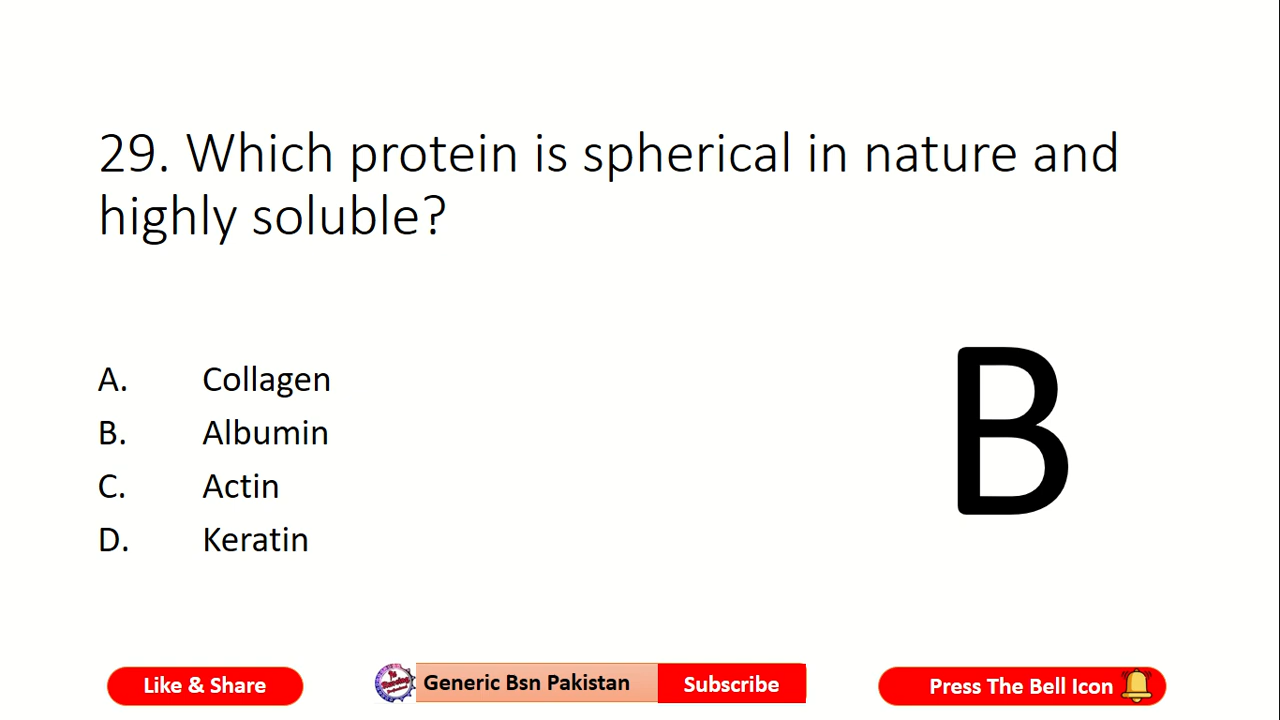 29. Which protein is spherical in nature and
highly soluble?
A. Collagen
B. Albumin
C. Actin
D. Keratin
B
Like & Share
Generic Bsn Pakistan
Subscribe
Press The Bell Icon